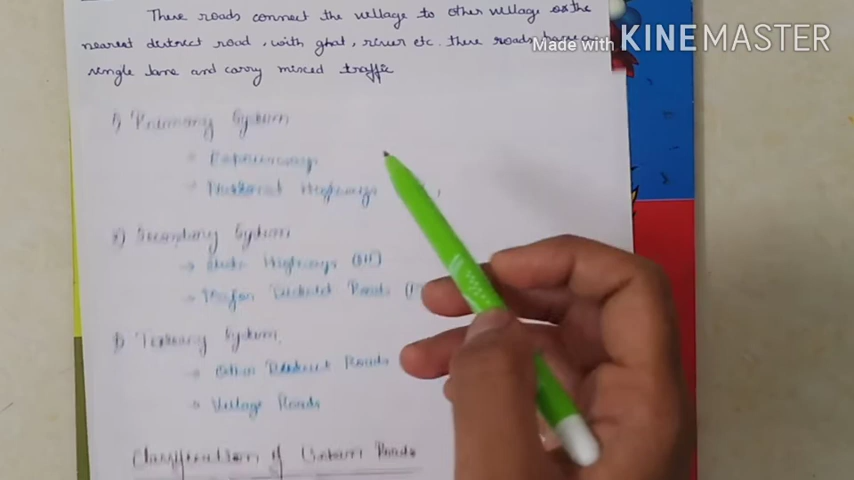 These roads connect the village to other village or the
nearest district road, with ghat, river etc. these roads have
single lane and carry mixced traffic
Made with KINEMASTER
1) Primary System
Expressways
National Highways
2) Secondary System
→ State Highways (SH)
→ Major District Roads
3) Tertiary System
→ Other District Roads
→ Village Roads
Classification of Urban Roads